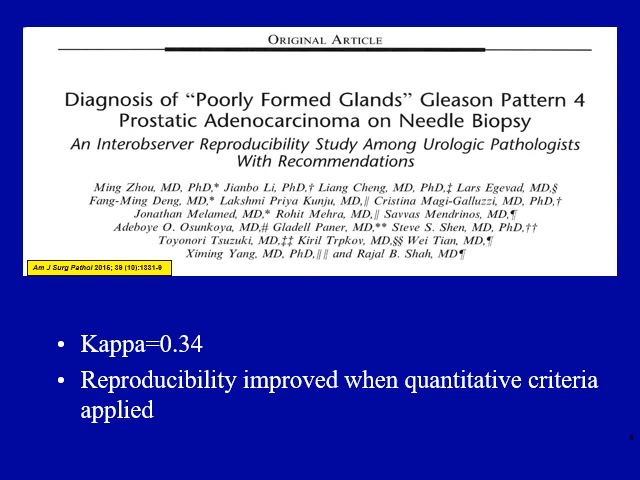 ORIGINAL ARTICLE
Diagnosis of “Poorly Formed Glands” Gleason Pattern 4
Prostatic Adenocarcinoma on Needle Biopsy
An Interobserver Reproducibility Study Among Urologic Pathologists
With Recommendations
Ming Zhou, MD, PhD,* Jianbo Li, PhD,† Liang Cheng, MD, PhD,‡ Lars Egevad, MD,§
Fang-Ming Deng, MD,* Lakshmi Priya Kunju, MD,∥ Cristina Magi-Galluzzi, MD, PhD,†
Jonathan Melamed, MD,* Rohit Mehra, MD,∥ Savvas Mendrinos, MD,¶
Adeboye O. Osunkoya, MD,# Gladell Paner, MD,** Steve S. Shen, MD, PhD,††
Toyonori Tsuzuki, MD,‡‡ Kiril Trpkov, MD,§§ Wei Tian, MD,¶
Ximing Yang, MD, PhD,∥∥ and Rajal B. Shah, MD¶
Am J Surg Pathol 2015; 39 (10):1331-9
• Kappa=0.34
• Reproducibility improved when quantitative criteria
applied